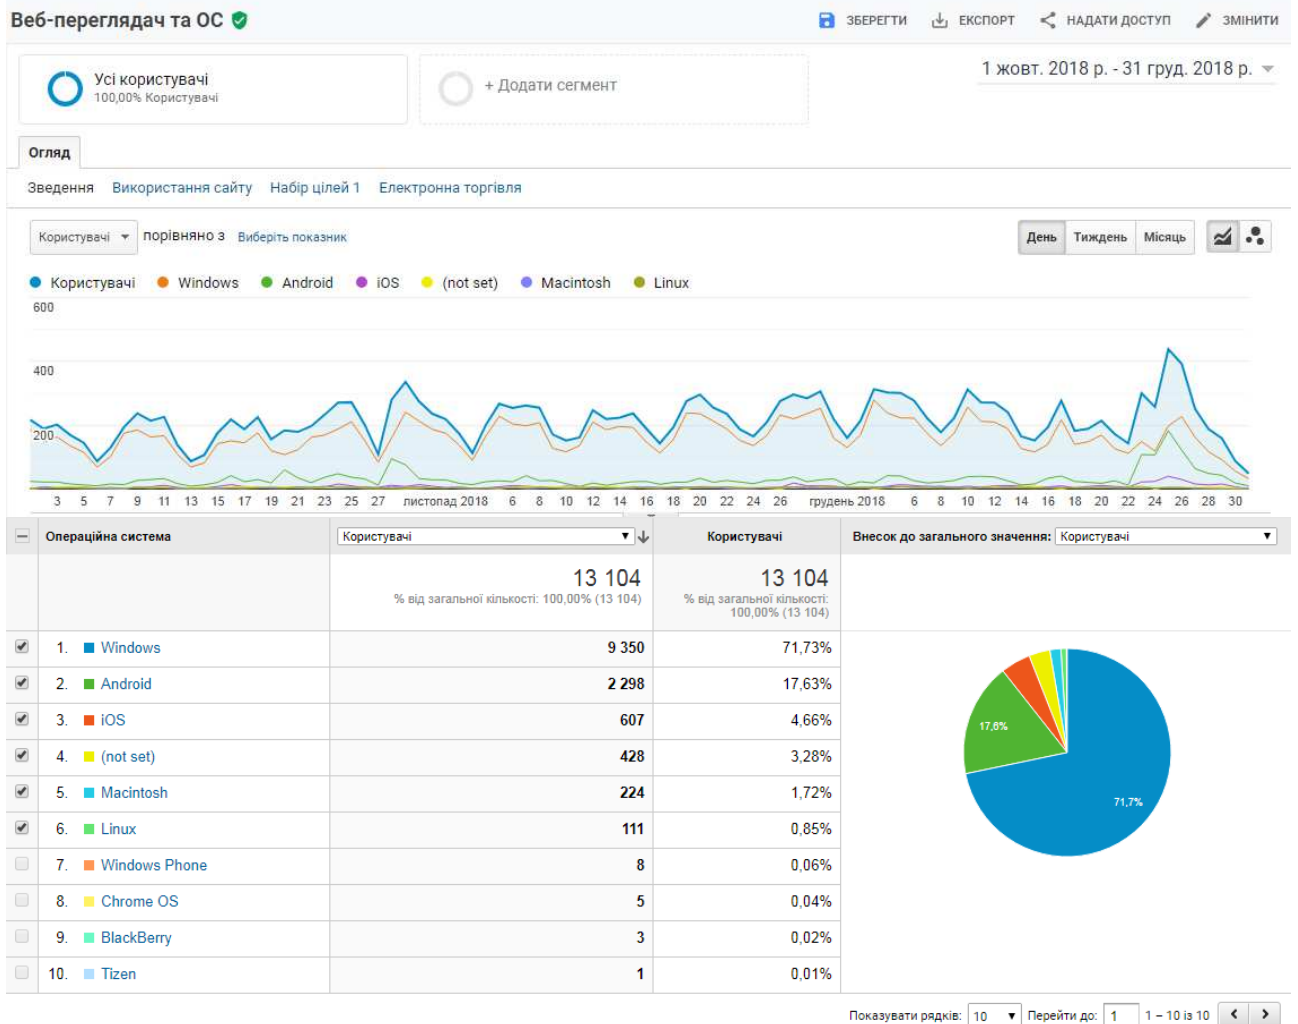 Веб-переглядач та ОС
ЗБЕРЕГТИ ЕКСПОРТ НАДАТИ ДОСТУП ЗМІНИТИ
Усі користувачі
100,00% Користувачі
+ Додати сегмент
1 жовт. 2018 р. - 31 груд. 2018 р.
Огляд
Зведення Використання сайту Набір цілей 1 Електронна торгівля
Користувачі порівняно з Виберіть показник
День Тиждень Місяць
Користувачі Windows Android iOS (not set) Macintosh Linux
600
400
200
3 5 7 9 11 13 15 17 19 21 23 25 27 листопад 2018 6 8 10 12 14 16 18 20 22 24 26 грудень 2018 6 8 10 12 14 16 18 20 22 24 26 28 30
Операційна система Користувачі Користувачі Внесок до загального значення: Користувачі
13 104 13 104
% від загальної кількості: 100,00% (13 104) % від загальної кількості:
100,00% (13 104)
1. Windows 9 350 71,73%
2. Android 2 298 17,63%
3. iOS 607 4,66%
4. (not set) 428 3,28%
5. Macintosh 224 1,72%
6. Linux 111 0,85%
7. Windows Phone 8 0,06%
8. Chrome OS 5 0,04%
9. BlackBerry 3 0,02%
10. Tizen 1 0,01%
17,6%
71,7%
Показувати рядків: 10 Перейти до: 1 1 – 10 із 10